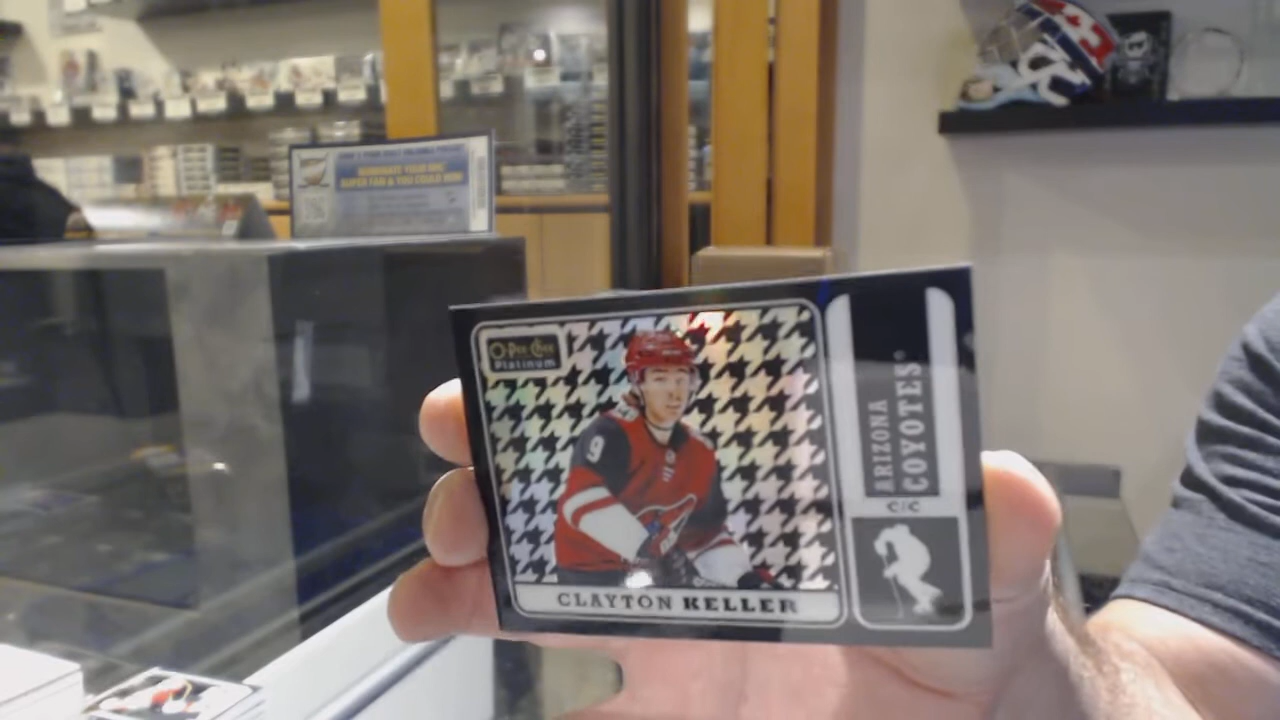 NOMINATE YOUR NHL
SUPER FAN & YOU COULD WIN!
O-Pee-Chee
Platinum
9
ARIZONA
COYOTES
C/C
CLAYTON KELLER